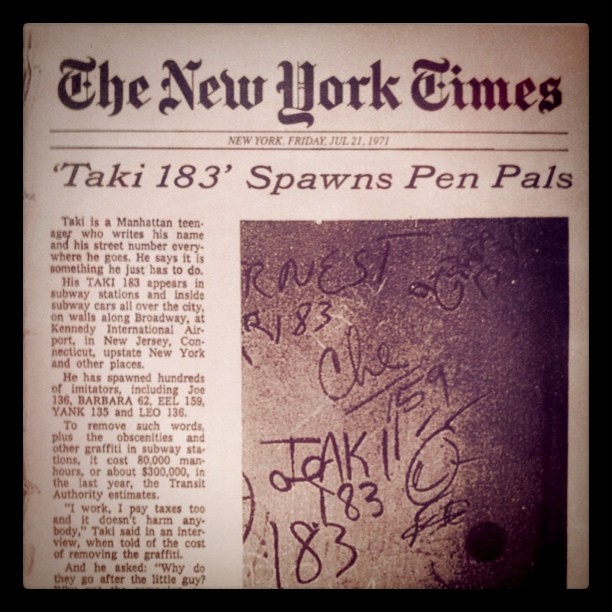 The New York Times
NEW YORK, FRIDAY, JUL 21, 1971
'Taki 183' Spawns Pen Pals
Taki is a Manhattan teen-
ager who writes his name
and his street number every-
where he goes. He says it is
something he just has to do.
His TAKI 183 appears in
subway stations and inside
subway cars all over the city,
on walls along Broadway, at
Kennedy International Air-
port, in New Jersey, Con-
necticut, upstate New York
and other places.
He has spawned hundreds
of imitators, including Joe
136, BARBARA 62, EEL 159,
YANK 135 and LEO 136.
To remove such words,
plus the obscenities and
other graffiti in subway sta-
tions, it cost 80,000 man-
hours, or about $300,000, in
the last year, the Transit
Authority estimates.
"I work, I pay taxes too
and it doesn't harm any-
body," Taki said in an inter-
view, when told of the cost
of removing the graffiti.
And he asked: "Why do
they go after the little guy?
RNEST
R183
Che
159
TAKI
183
183